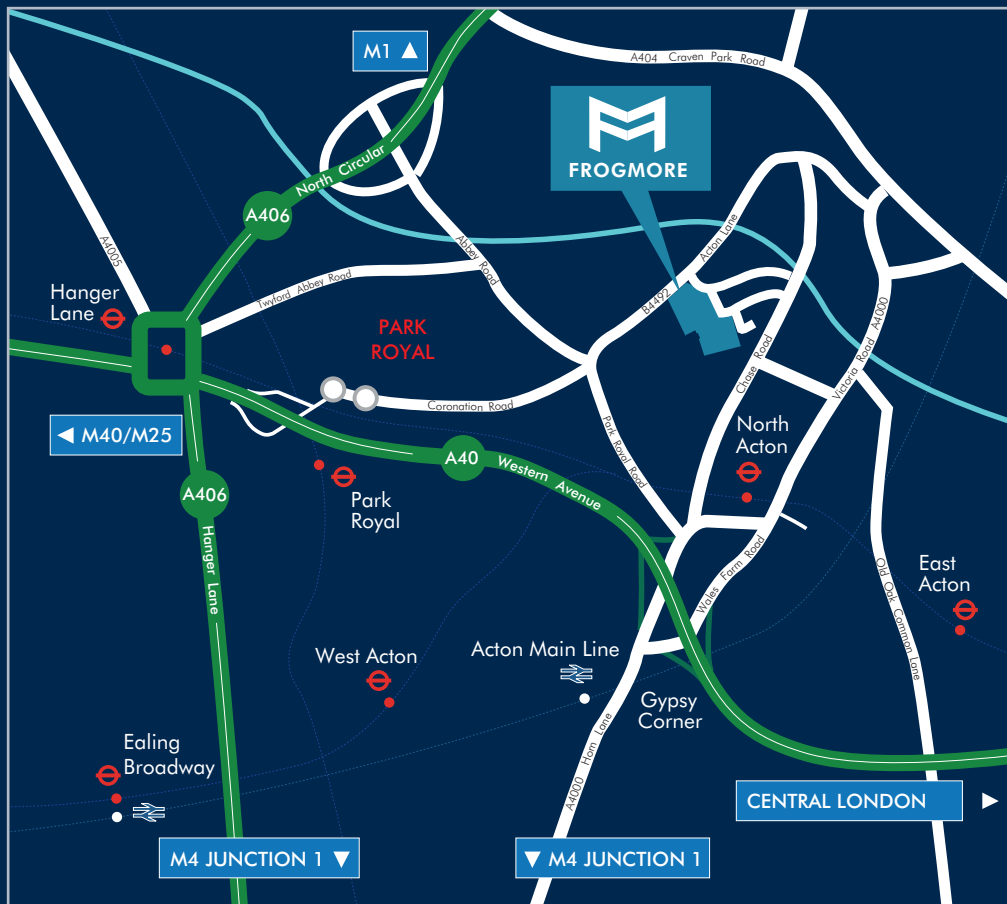 M1 ▲
A404 Craven Park Road
FROGMORE
North Circular
A406
A4005
Abbey Road
Acton Lane
Hanger
Lane
Twyford Abbey Road
B4492
A4000
PARK
ROYAL
Chase Road
Victoria Road
Coronation Road
◀ M40/M25
Park Royal Road
North
Acton
A40
Western Avenue
A406
Park
Royal
Hanger Lane
Wales Farm Road
East
Acton
Old Oak Common Lane
West Acton
Acton Main Line
Gypsy
Corner
Ealing
Broadway
A4000 Horn Lane
CENTRAL LONDON ▶
M4 JUNCTION 1 ▼
▼ M4 JUNCTION 1